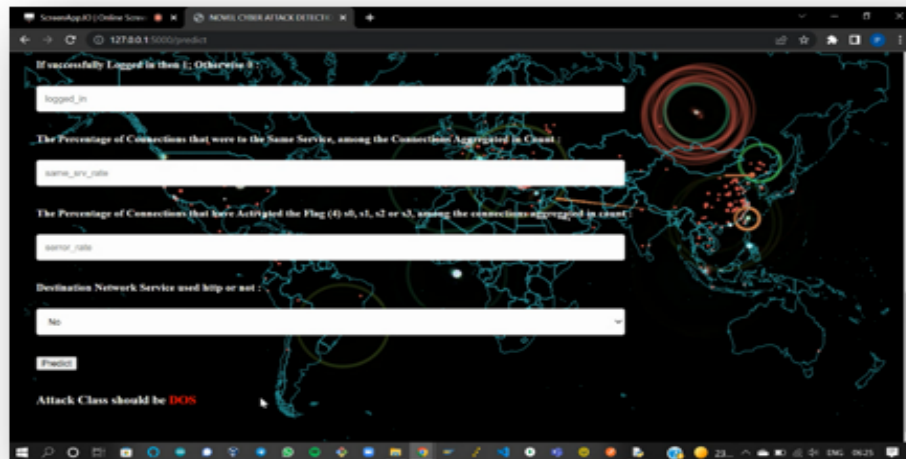 ScreenApp.IO | Online Scree
NOVEL CYBER ATTACK DETECTI
127.0.0.1:5000/predict
If successfully Logged in then 1; Otherwise 0 :
logged_in
The Percentage of Connections that were to the Same Service, among the Connections Aggregated in Count :
same_srv_rate
The Percentage of Connections that have Activated the Flag (4) s0, s1, s2 or s3, among the connections aggregated in count :
serror_rate
Destination Network Service used http or not :
No
Predict
Attack Class should be DOS
23... ENG 06:25